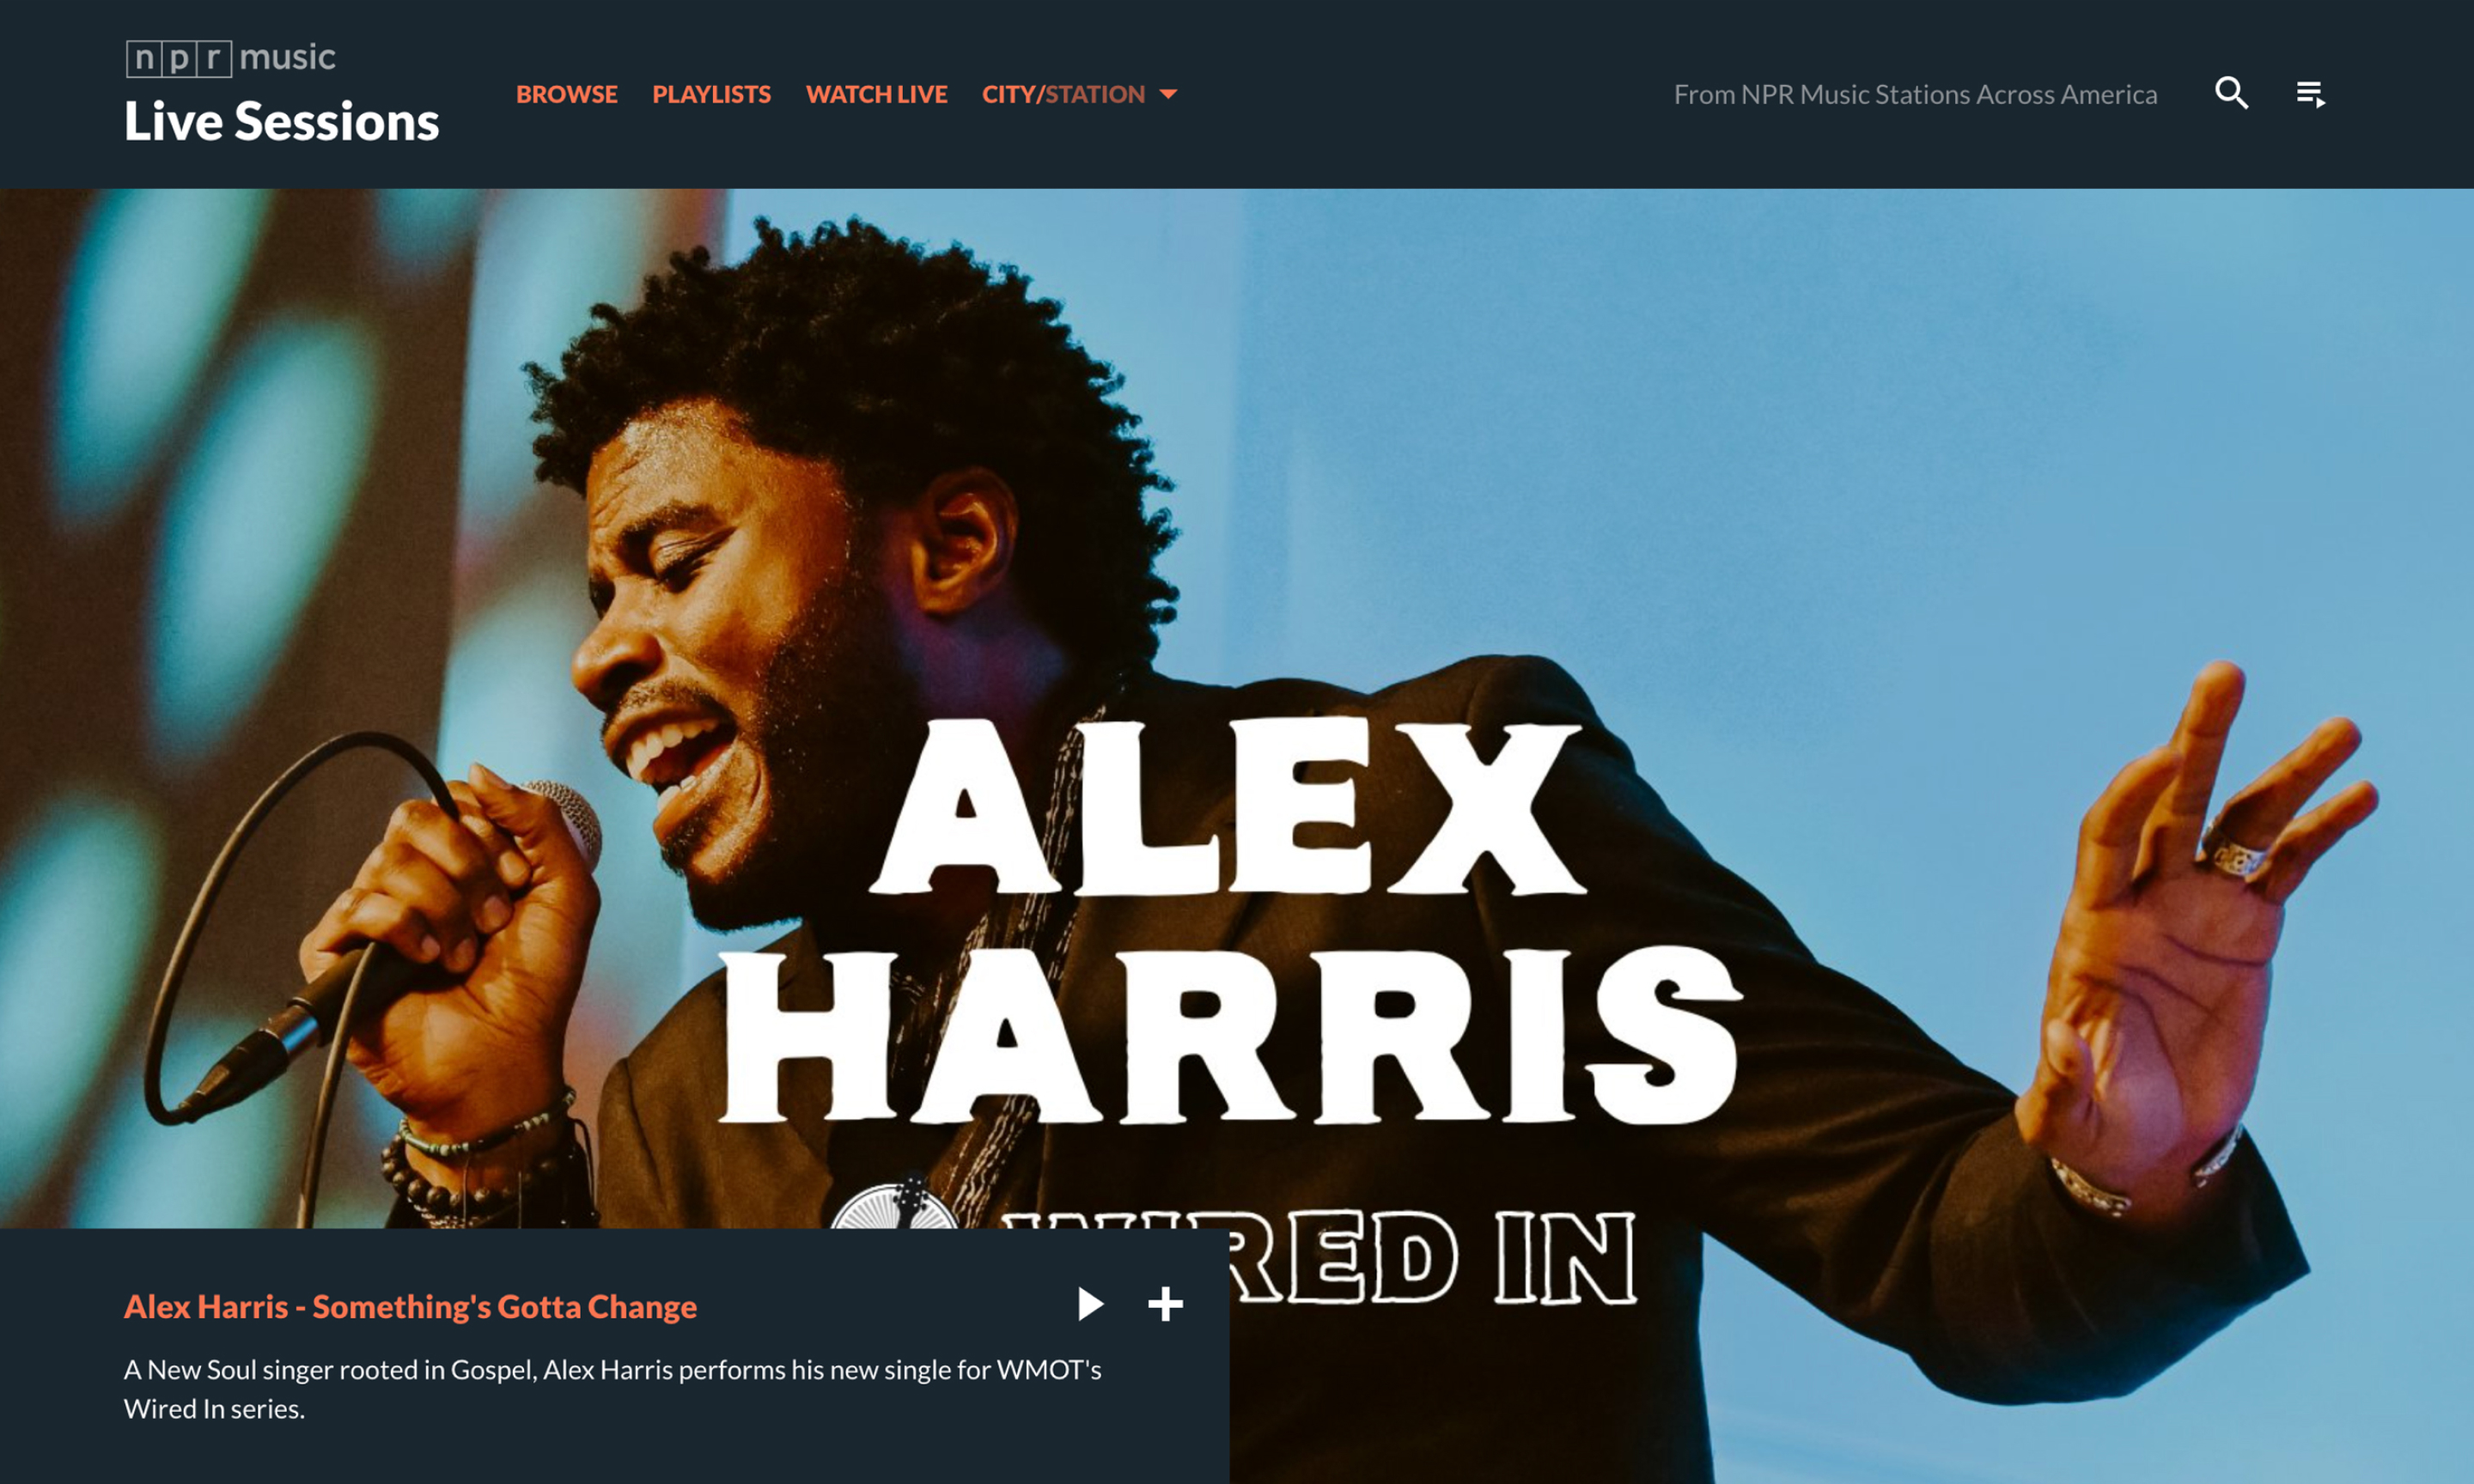 npr music
Live Sessions
BROWSE PLAYLISTS WATCH LIVE CITY/STATION
From NPR Music Stations Across America
ALEX
HARRIS
WIRED IN
Alex Harris - Something's Gotta Change
A New Soul singer rooted in Gospel, Alex Harris performs his new single for WMOT's
Wired In series.